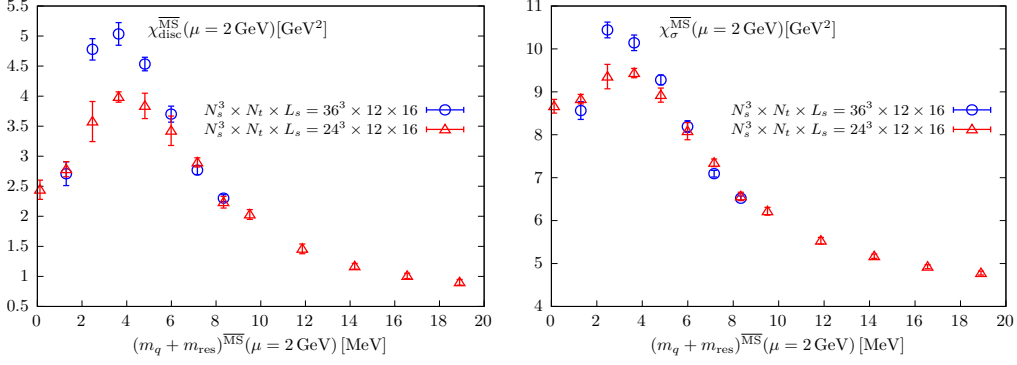 5.5
5
4.5
4
3.5
3
2.5
2
1.5
1
0.5
χ_disc^MS̅(μ = 2 GeV)[GeV²]
N_s³ × N_t × L_s = 36³ × 12 × 16
N_s³ × N_t × L_s = 24³ × 12 × 16
0 2 4 6 8 10 12 14 16 18 20
(m_q + m_res)^MS̅(μ = 2 GeV) [MeV]
11
10
9
8
7
6
5
4
χ_σ^MS̅(μ = 2 GeV)[GeV²]
N_s³ × N_t × L_s = 36³ × 12 × 16
N_s³ × N_t × L_s = 24³ × 12 × 16
0 2 4 6 8 10 12 14 16 18 20
(m_q + m_res)^MS̅(μ = 2 GeV) [MeV]